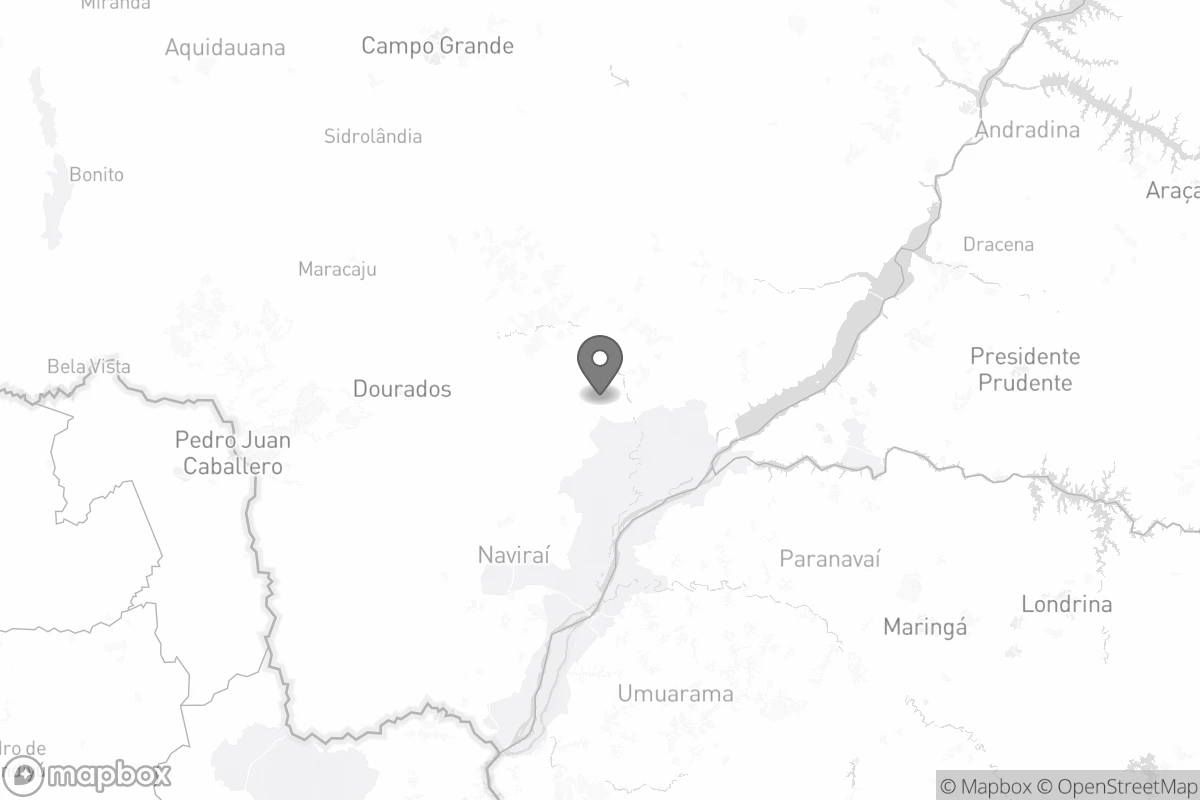 Miranda
Aquidauana
Campo Grande
Sidrolândia
Andradina
Bonito
Araça
Dracena
Maracaju
Bela Vista
Dourados
Presidente
Prudente
Pedro Juan
Caballero
Naviraí
Paranavaí
Londrina
Maringá
Umuarama
dro de
mapbox
© Mapbox © OpenStreetMap